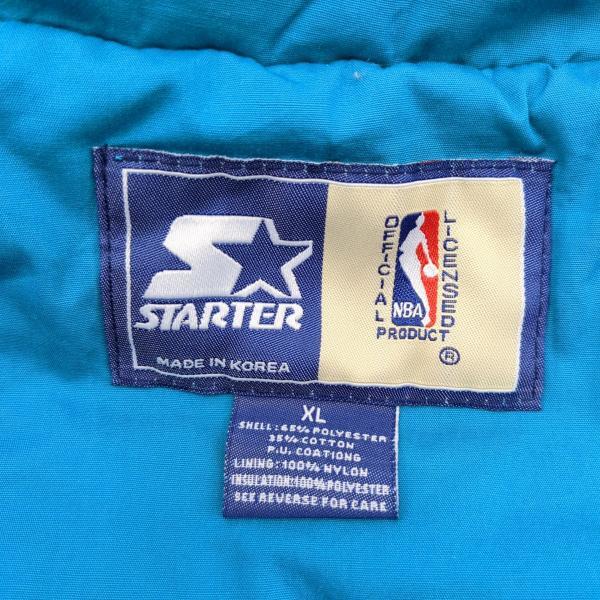 STARTER
MADE IN KOREA
OFFICIAL
LICENSED
NBA
PRODUCT
®
XL
SHELL: 65% POLYESTER
35% COTTON
P.U. COATIONG
LINING: 100% NYLON
INSULATION: 100% POLYESTER
SEE REVERSE FOR CARE